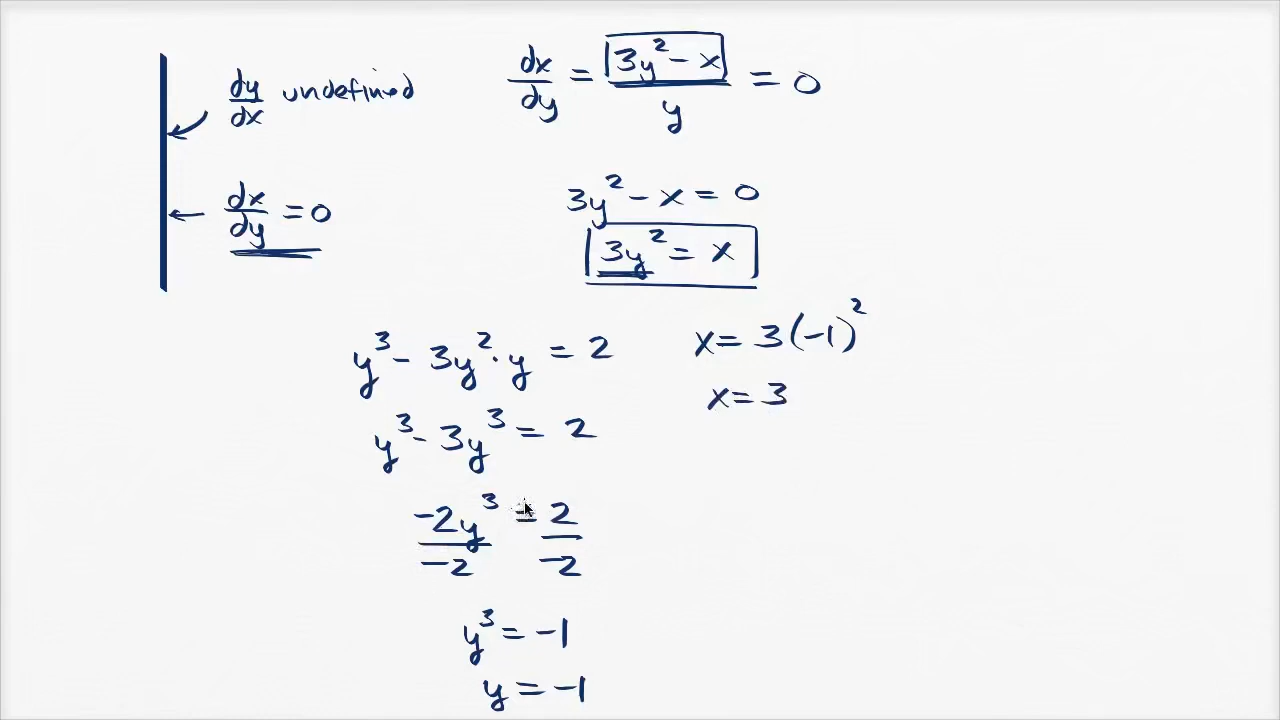 dy/dx undefined
dx/dy = 0
dx/dy = (3y² - x)/y = 0
3y² - x = 0
3y² = x
y³ - 3y²·y = 2
y³ - 3y³ = 2
-2y³/-2 = 2/-2
y³ = -1
y = -1
x = 3(-1)²
x = 3